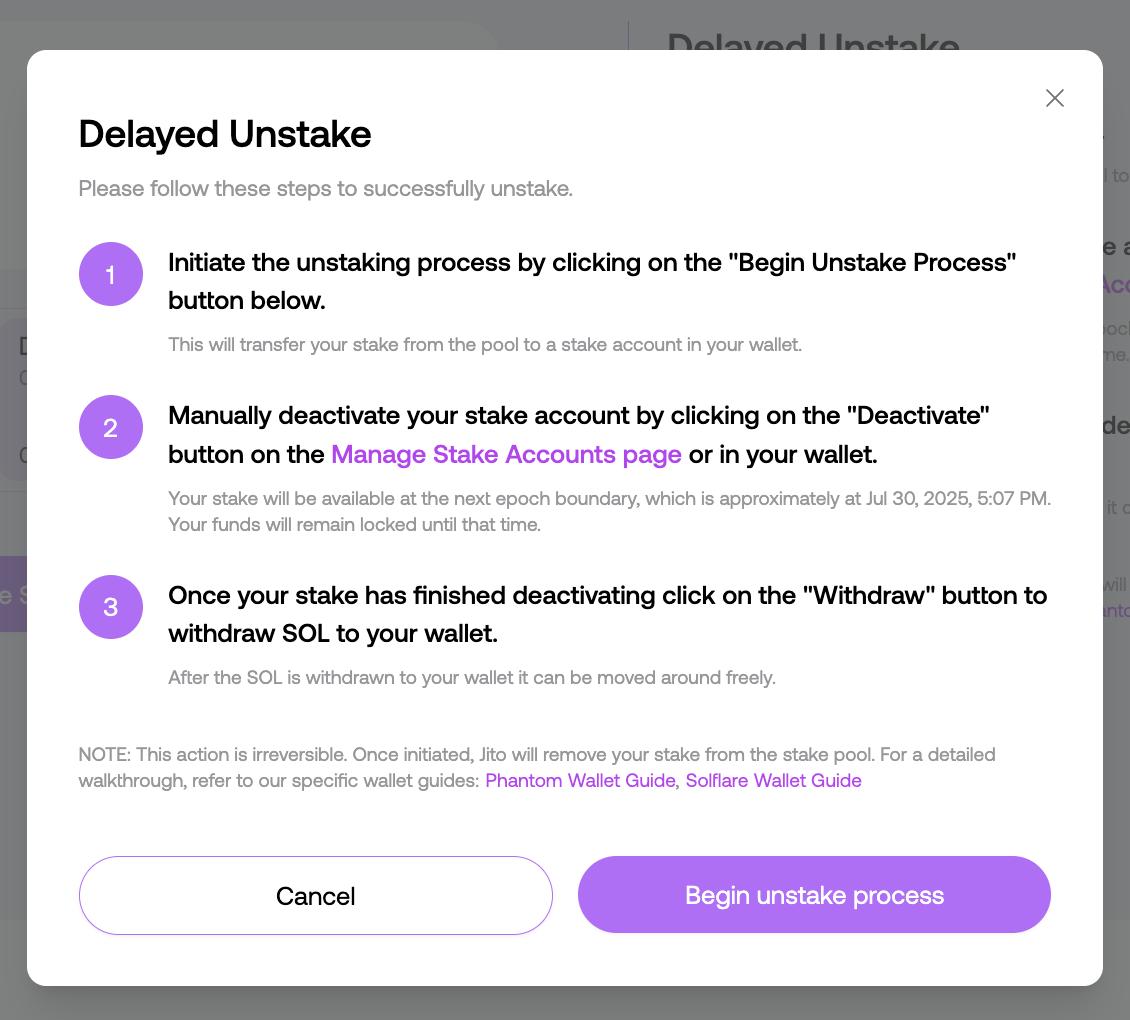 Delayed Unstake
Delayed Unstake
Please follow these steps to successfully unstake.
1
Initiate the unstaking process by clicking on the "Begin Unstake Process"
button below.
This will transfer your stake from the pool to a stake account in your wallet.
2
Manually deactivate your stake account by clicking on the "Deactivate"
button on the Manage Stake Accounts page or in your wallet.
Your stake will be available at the next epoch boundary, which is approximately at Jul 30, 2025, 5:07 PM.
Your funds will remain locked until that time.
3
Once your stake has finished deactivating click on the "Withdraw" button to
withdraw SOL to your wallet.
After the SOL is withdrawn to your wallet it can be moved around freely.
NOTE: This action is irreversible. Once initiated, Jito will remove your stake from the stake pool. For a detailed
walkthrough, refer to our specific wallet guides: Phantom Wallet Guide, Solflare Wallet Guide
Cancel
Begin unstake process